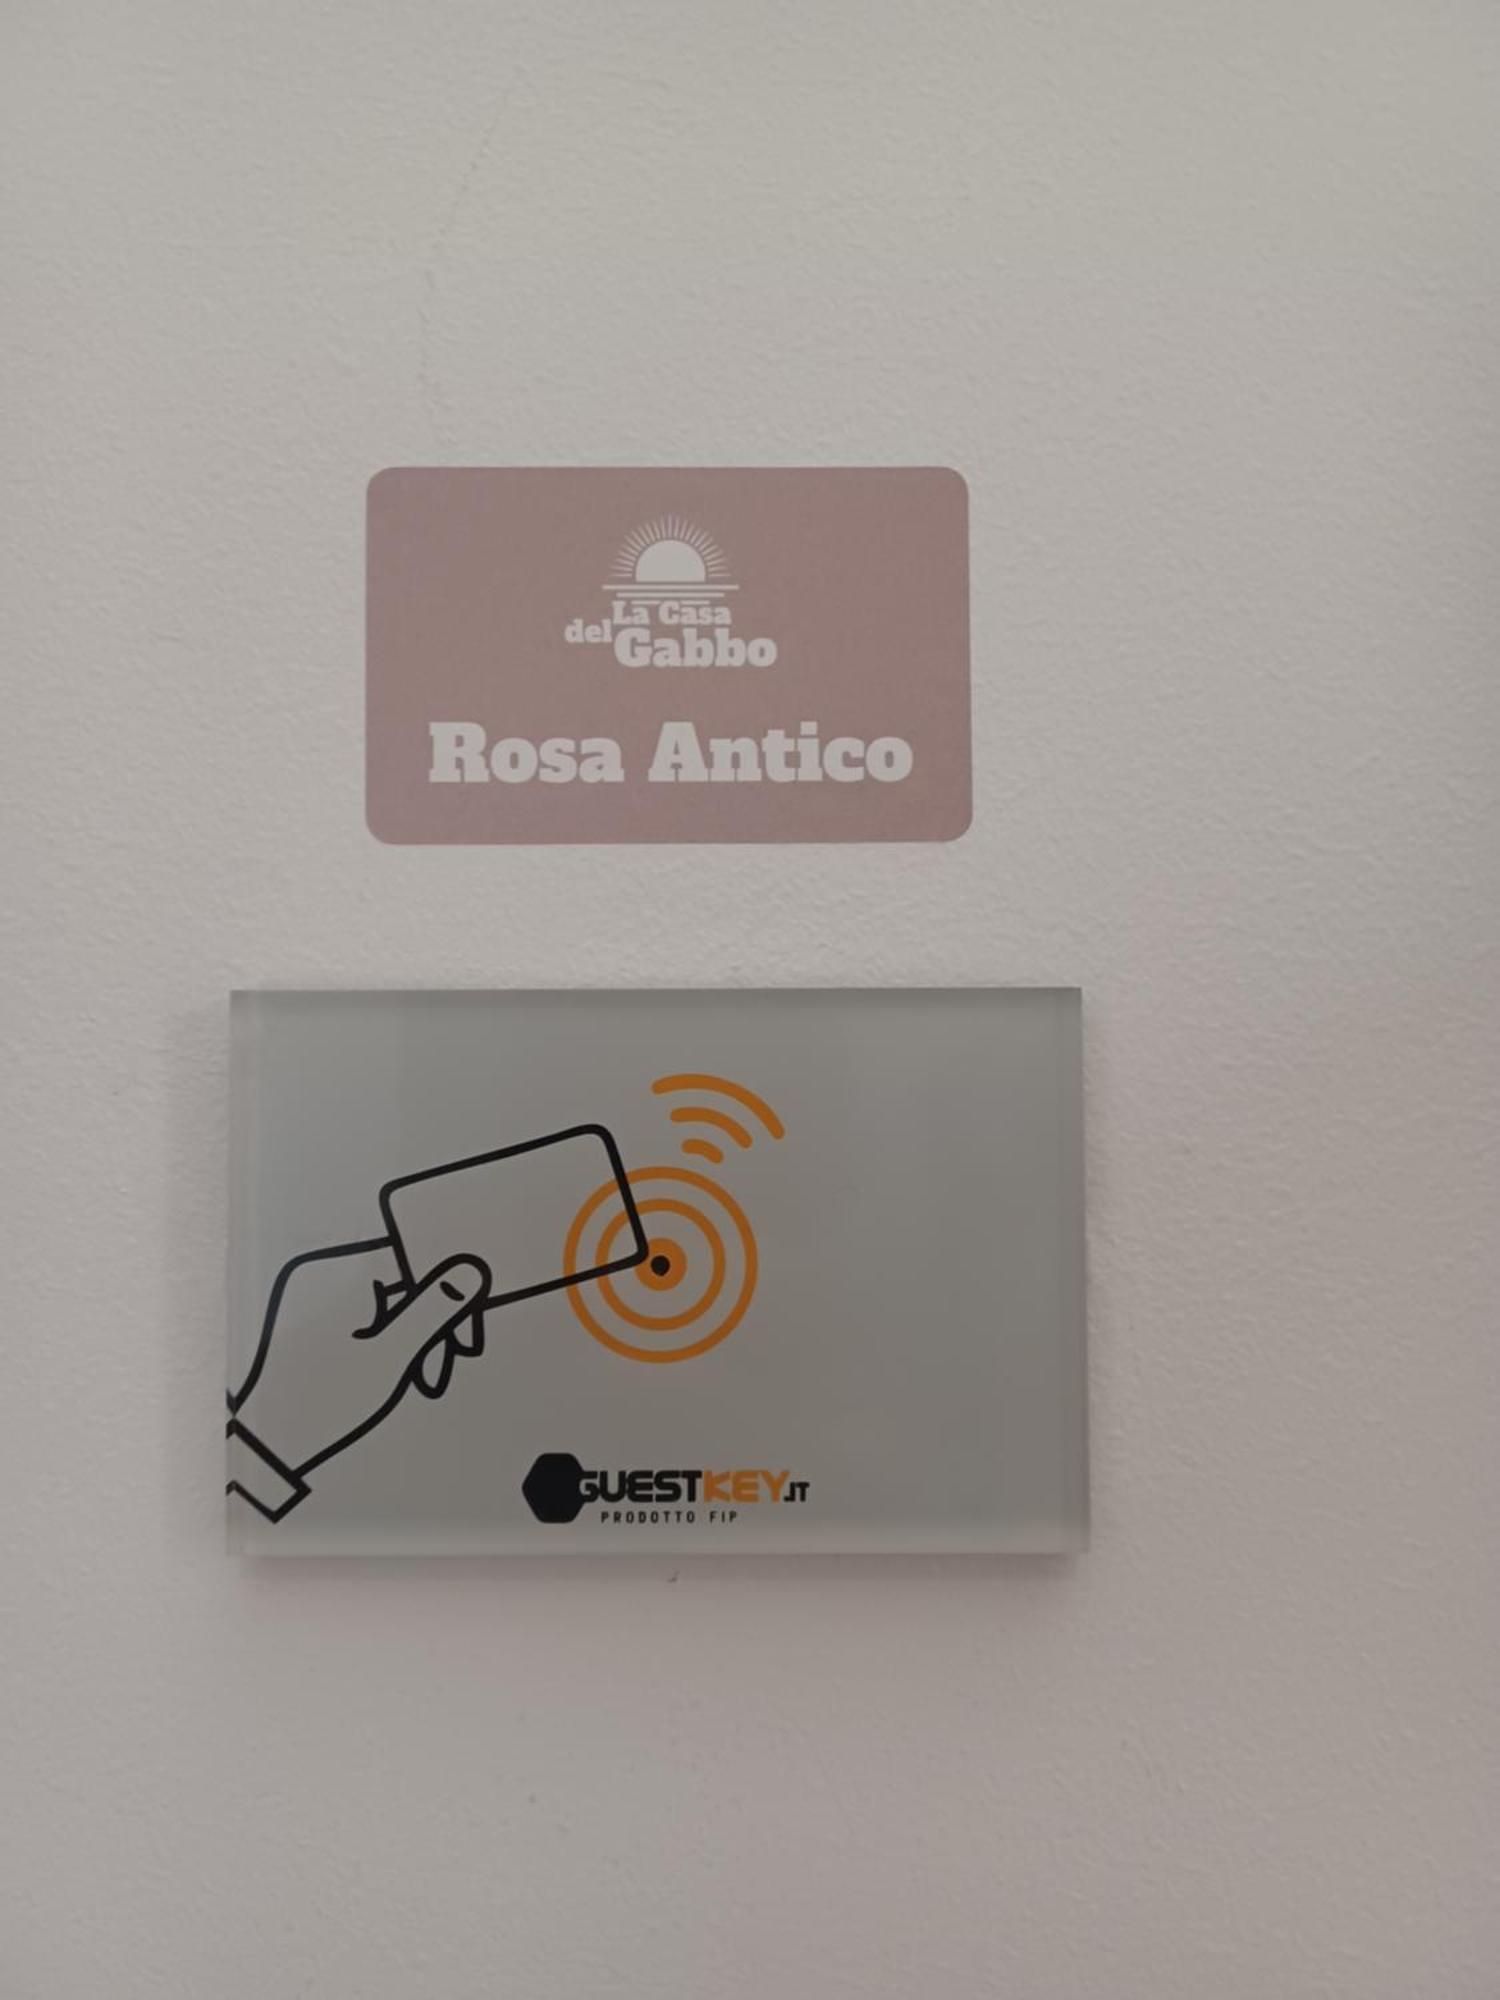 La Casa
del Gabbo
Rosa Antico
GUESTKEY.IT
PRODOTTO FIP